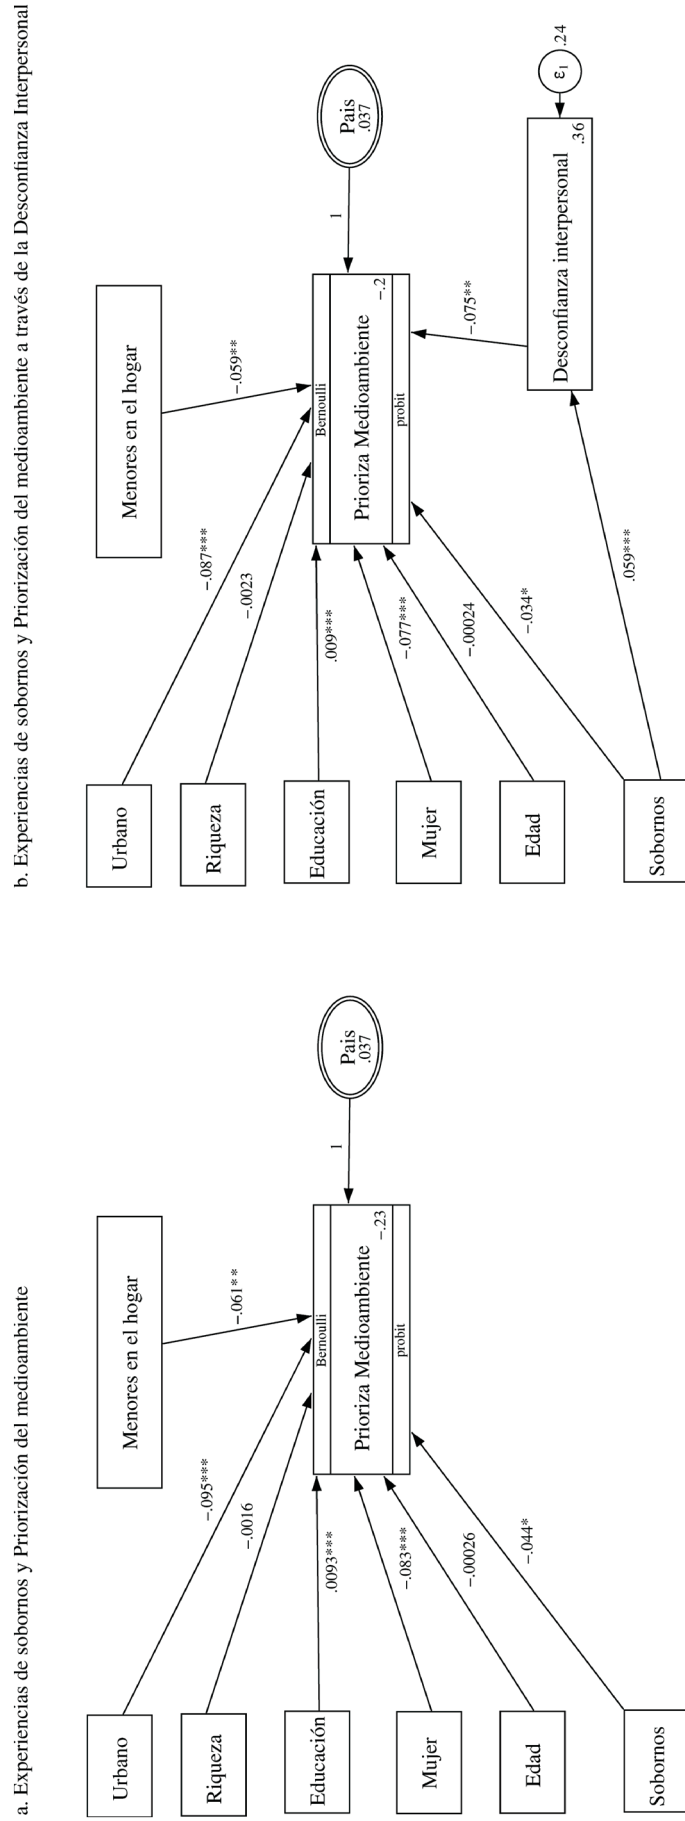 a. Experiencias de sobornos y Priorización del medioambiente
Menores en el hogar
Urbano
Riqueza
Educación
Mujer
Edad
Sobornos
–.061**
–.095***
–.0016
.0093***
–.083***
–.00026
–.044*
Bernoulli
Prioriza Medioambiente
–.23
probit
1
Pais
.037
b. Experiencias de sobornos y Priorización del medioambiente a través de la Desconfianza Interpersonal
Menores en el hogar
Urbano
Riqueza
Educación
Mujer
Edad
Sobornos
–.059**
–.087***
–.0023
.009***
–.077***
–.00024
–.034*
.059***
Bernoulli
Prioriza Medioambiente
–.2
probit
1
Pais
.037
–.075**
Desconfianza interpersonal
.36
ε1
.24